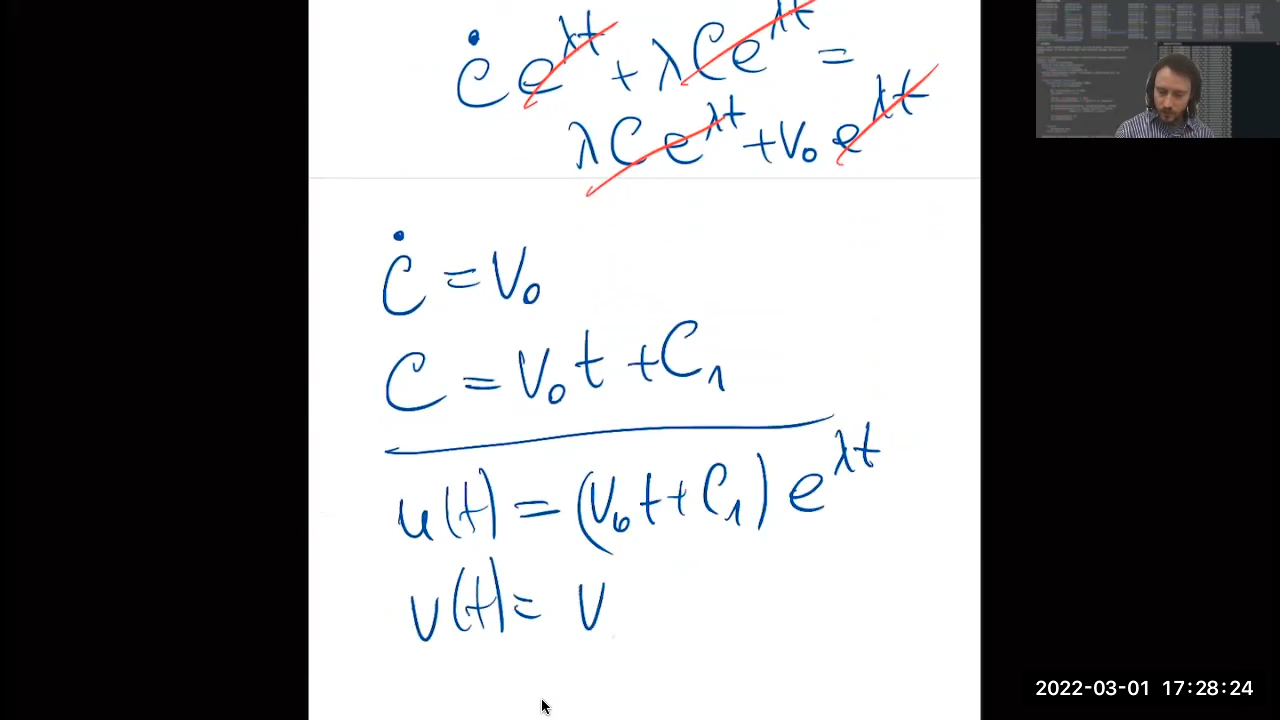 Ċe^{λt} + λCe^{λt} =
λCe^{λt} + V₀e^{λt}
Ċ = V₀
C = V₀t + C₁
u(t) = (V₀t + C₁)e^{λt}
v(t) = V
2022-03-01 17:28:24